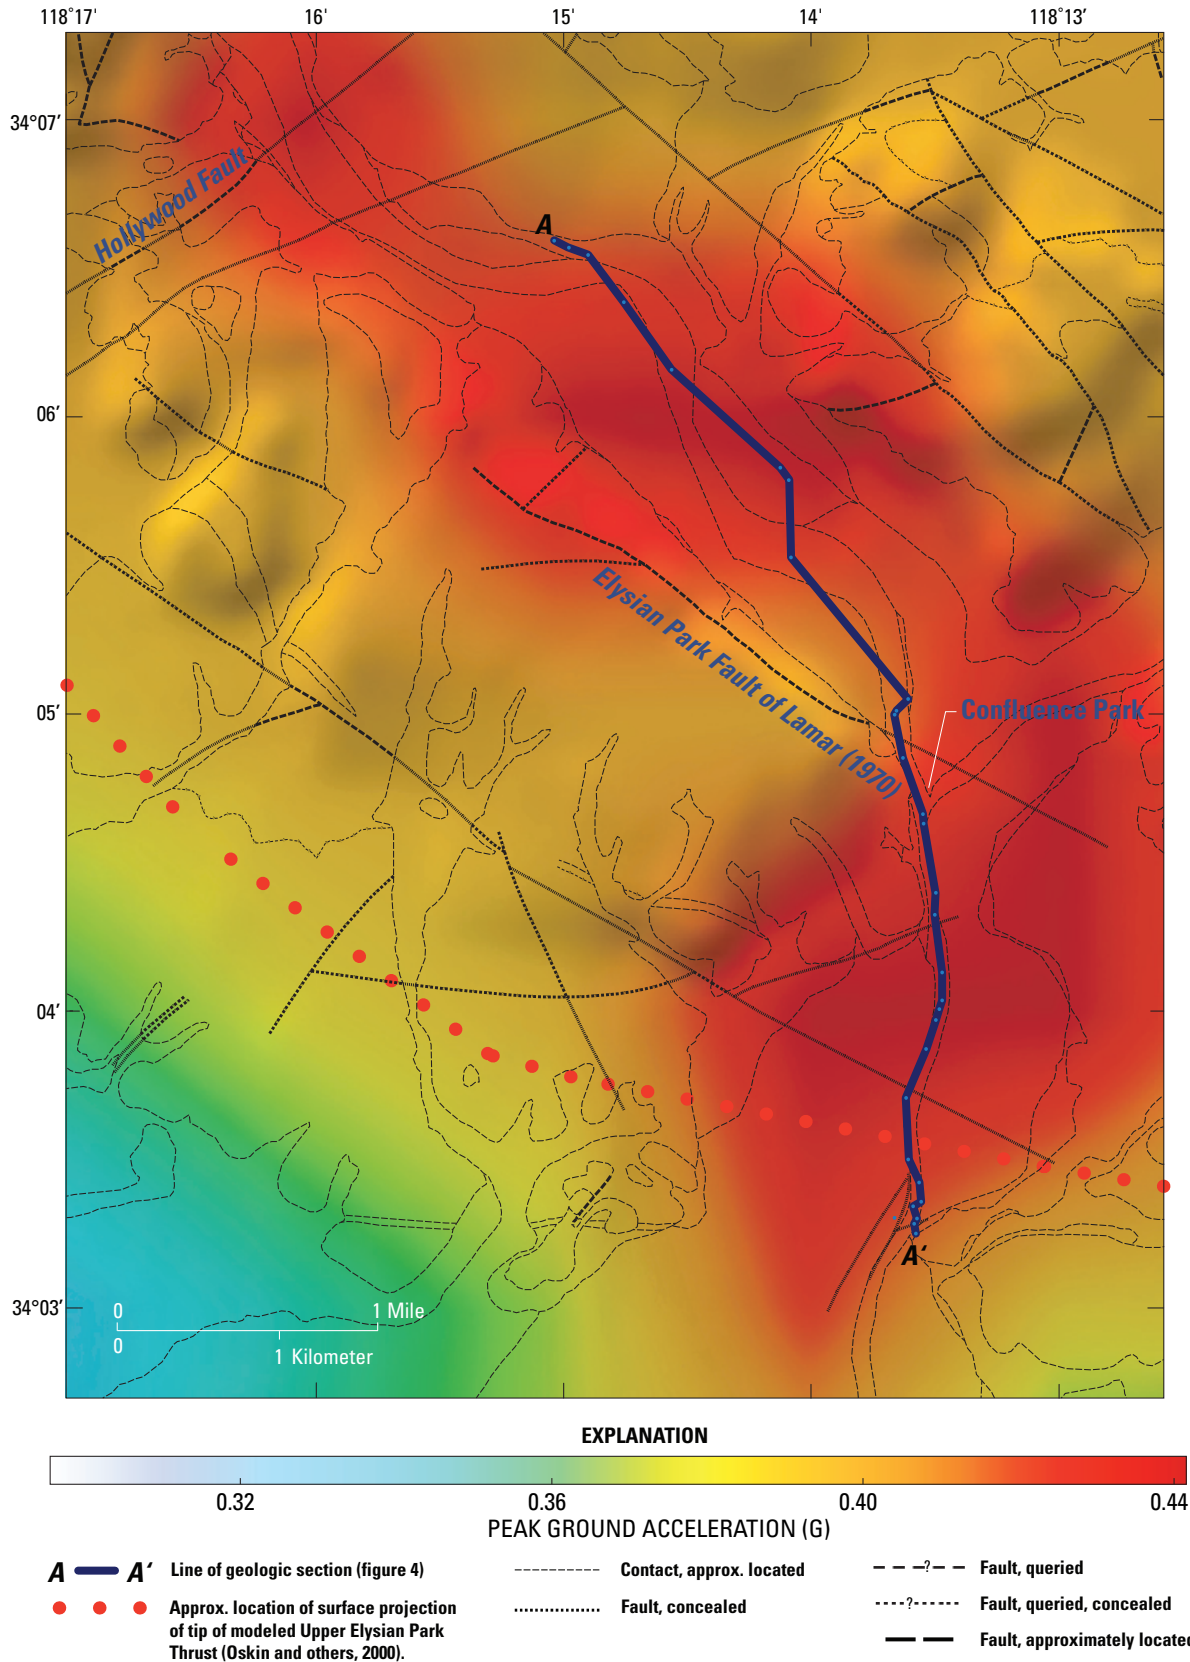 118°17′ 16′ 15′ 14′ 118°13′
34°07′
Hollywood Fault
A
06′
Elysian Park Fault of Lamar (1970)
05′
Confluence Park
04′
A‘
34°03′
0 1 Mile
0 1 Kilometer
EXPLANATION
0.32 0.36 0.40 0.44
PEAK GROUND ACCELERATION (G)
A A‘ Line of geologic section (figure 4)
Approx. location of surface projection
of tip of modeled Upper Elysian Park
Thrust (Oskin and others, 2000).
Contact, approx. located
Fault, concealed
? Fault, queried
? Fault, queried, concealed
Fault, approximately located